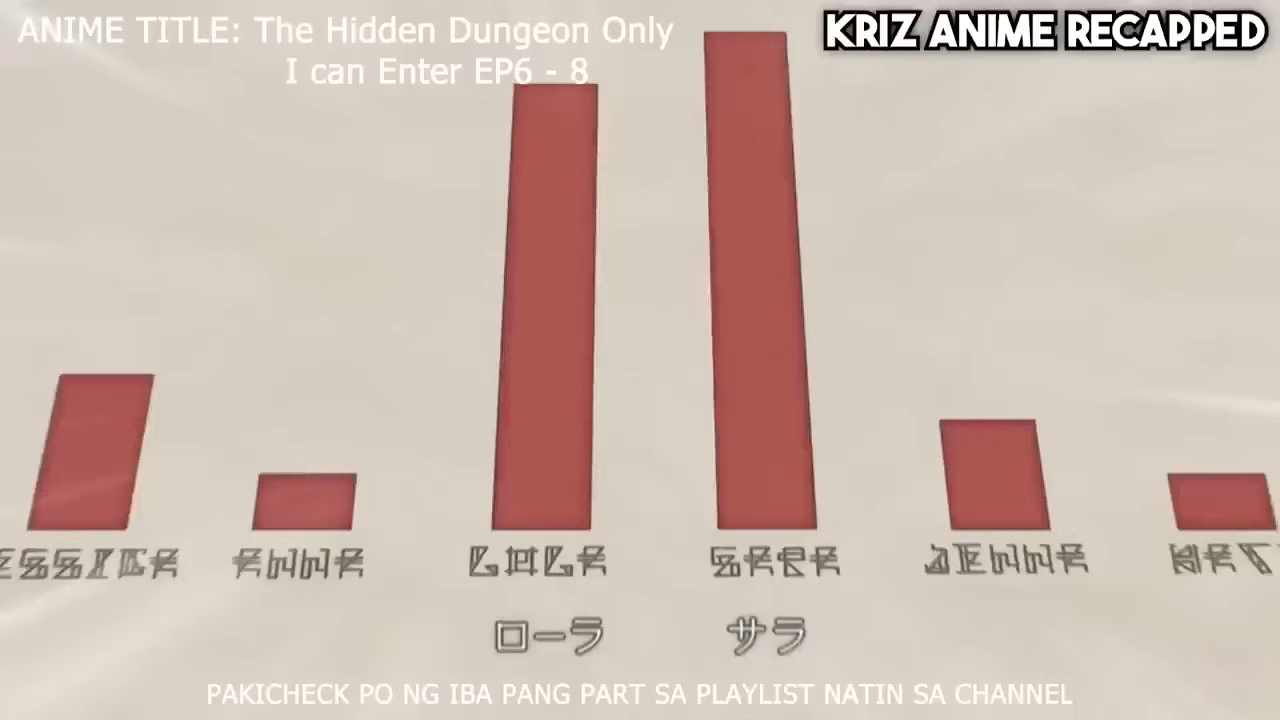 ANIME TITLE: The Hidden Dungeon Only
I can Enter EP6 - 8
KRIZ ANIME RECAPPED
ローラ
サラ
PAKICHECK PO NG IBA PANG PART SA PLAYLIST NATIN SA CHANNEL